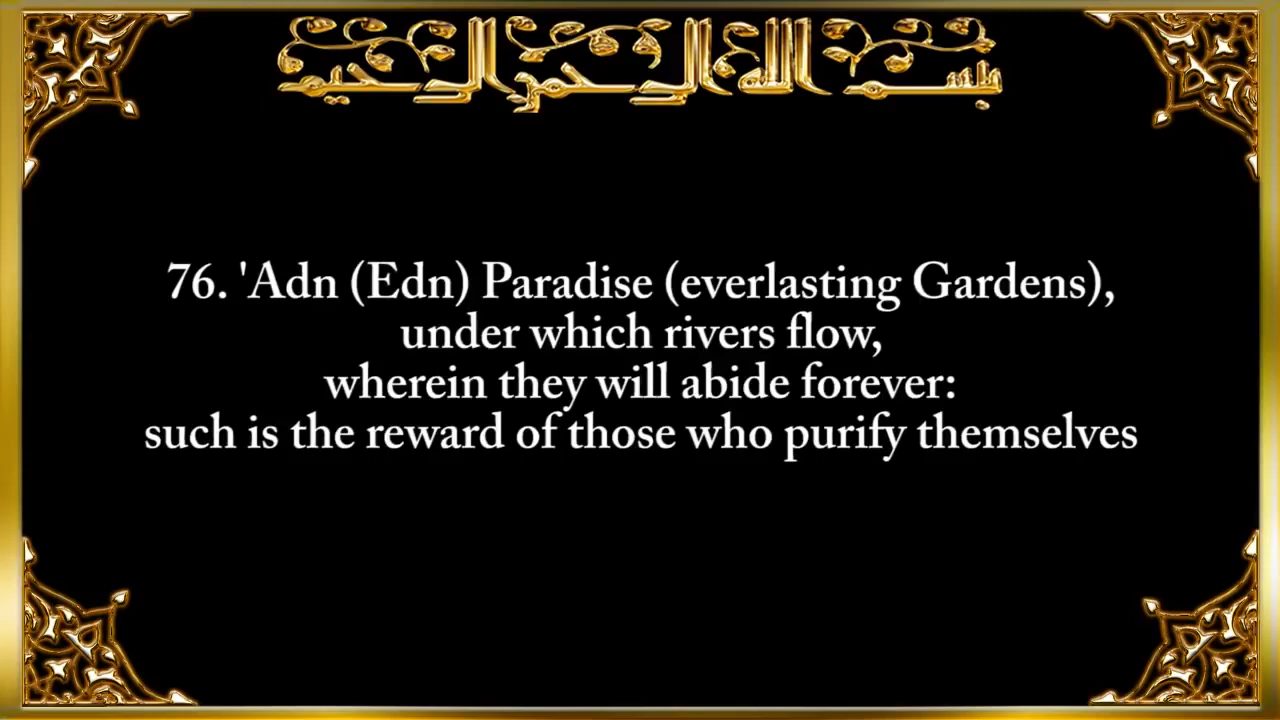 بسم الله الرحمن الرحيم
76. 'Adn (Edn) Paradise (everlasting Gardens),
under which rivers flow,
wherein they will abide forever:
such is the reward of those who purify themselves